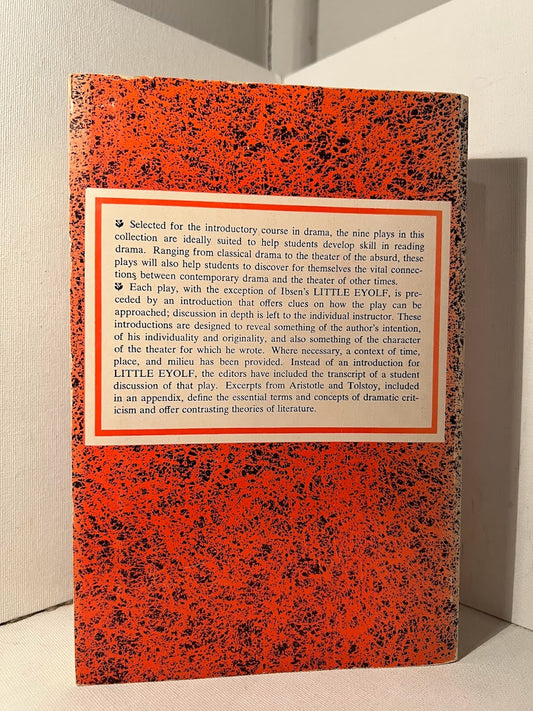 Selected for the introductory course in drama, the nine plays in this
collection are ideally suited to help students develop skill in reading
drama. Ranging from classical drama to the theater of the absurd, these
plays will also help students to discover for themselves the vital connec-
tions between contemporary drama and the theater of other times.
Each play, with the exception of Ibsen's LITTLE EYOLF, is pre-
ceded by an introduction that offers clues on how the play can be
approached; discussion in depth is left to the individual instructor. These
introductions are designed to reveal something of the author's intention,
of his individuality and originality, and also something of the character
of the theater for which he wrote. Where necessary, a context of time,
place, and milieu has been provided. Instead of an introduction for
LITTLE EYOLF, the editors have included the transcript of a student
discussion of that play. Excerpts from Aristotle and Tolstoy, included
in an appendix, define the essential terms and concepts of dramatic crit-
icism and offer contrasting theories of literature.